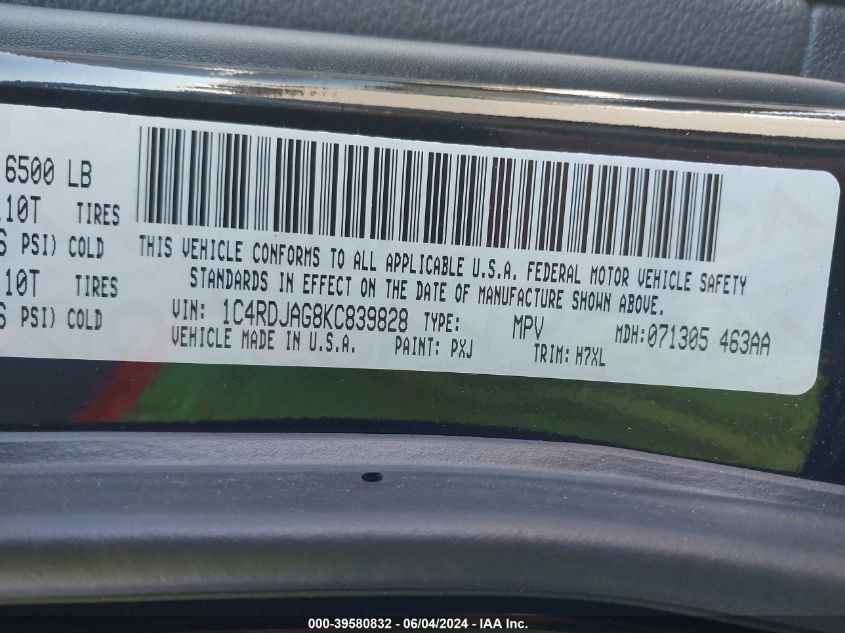 6500 LB
10T TIRES
PSI) COLD
10T TIRES
PSI) COLD
THIS VEHICLE CONFORMS TO ALL APPLICABLE U.S.A. FEDERAL MOTOR VEHICLE SAFETY
STANDARDS IN EFFECT ON THE DATE OF MANUFACTURE SHOWN ABOVE.
VIN: 1C4RDJAG8KC839828 TYPE: MPV MDH:071305 463AA
VEHICLE MADE IN U.S.A. PAINT: PXJ TRIM: H7XL
000-39580832 / 06/04/2024 - IAA Inc.